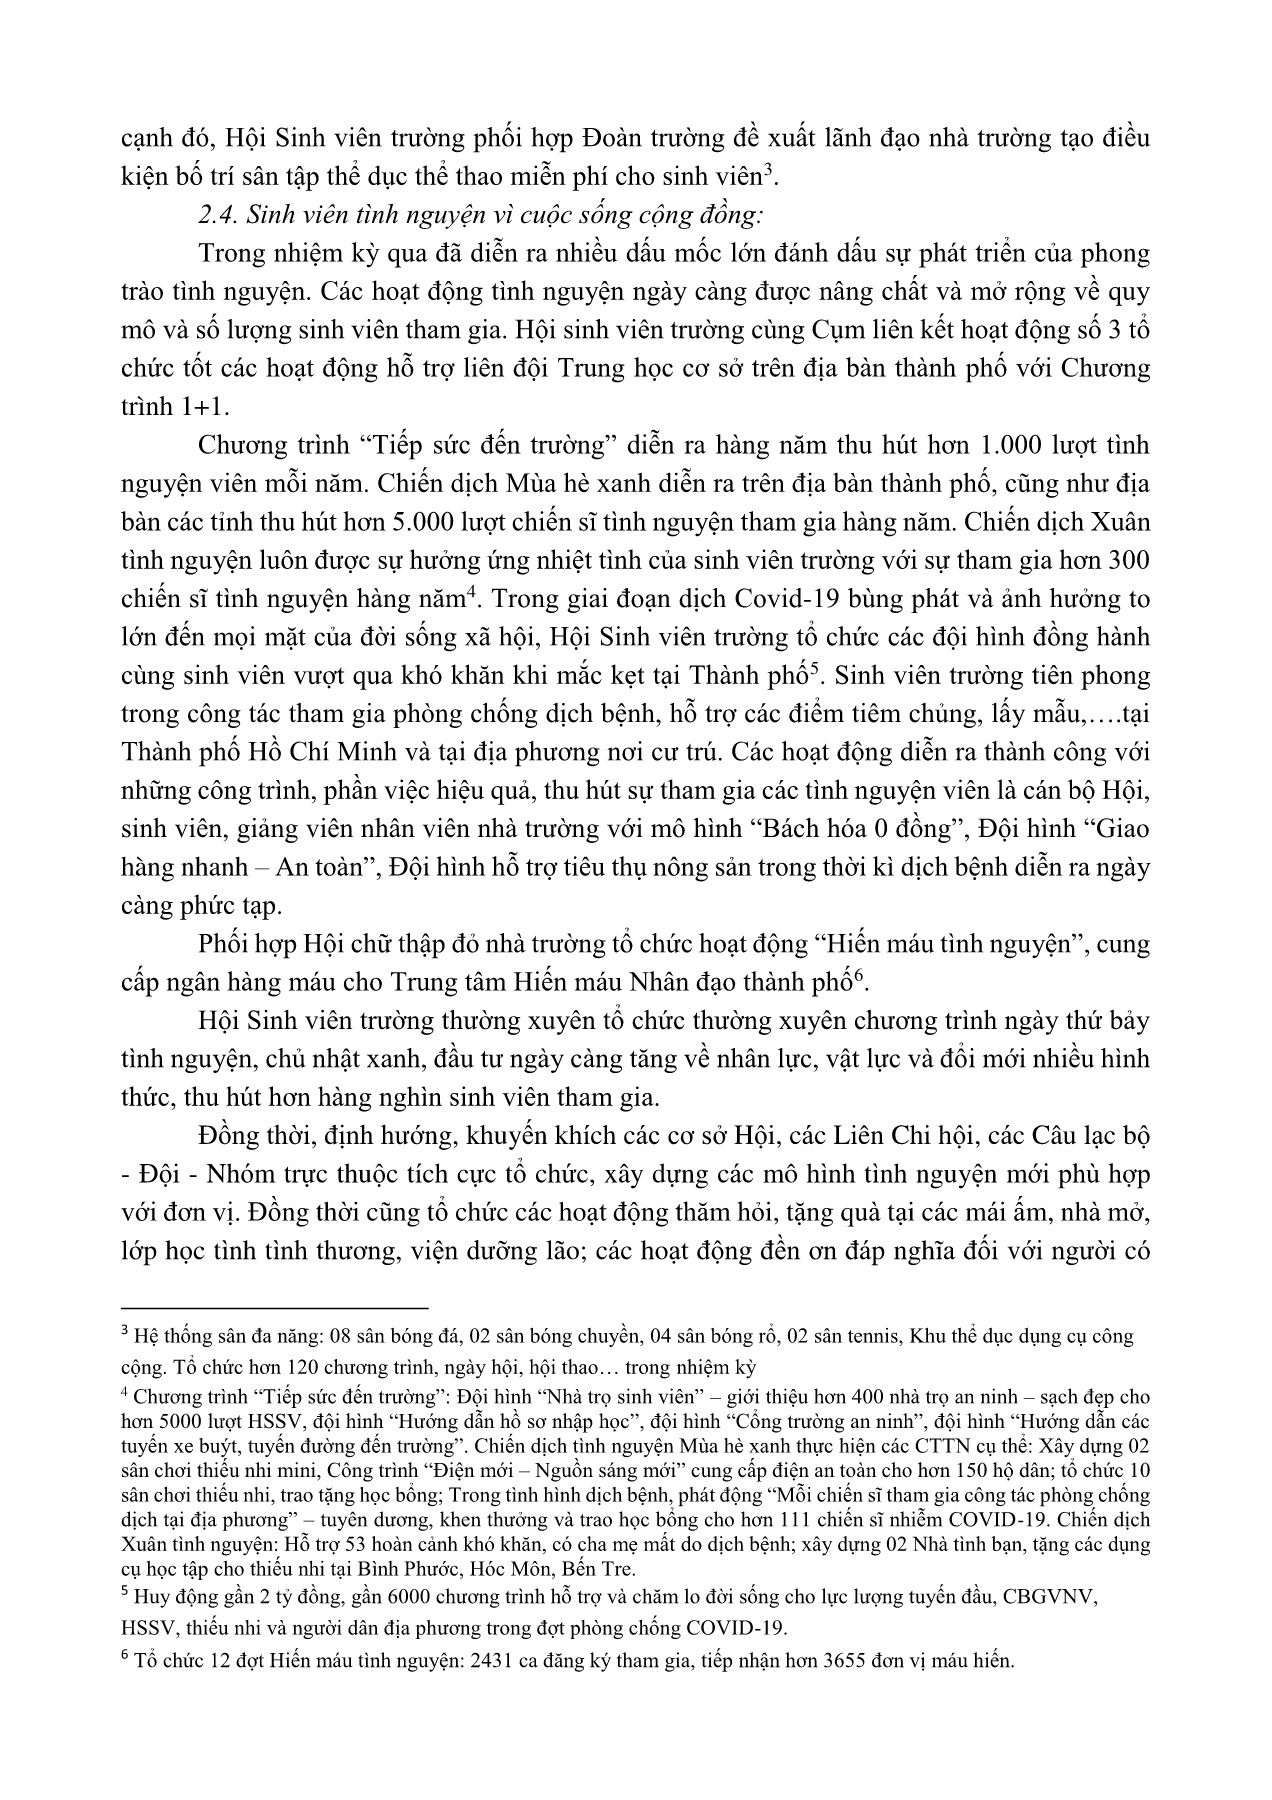 cạnh đó, Hội Sinh viên trường phối hợp Đoàn trường đề xuất lãnh đạo nhà trường tạo điều
kiện bố trí sân tập thể dục thể thao miễn phí cho sinh viên³.
2.4. Sinh viên tình nguyện vì cuộc sống cộng đồng:
Trong nhiệm kỳ qua đã diễn ra nhiều dấu mốc lớn đánh dấu sự phát triển của phong
trào tình nguyện. Các hoạt động tình nguyện ngày càng được nâng chất và mở rộng về quy
mô và số lượng sinh viên tham gia. Hội sinh viên trường cùng Cụm liên kết hoạt động số 3 tổ
chức tốt các hoạt động hỗ trợ liên đội Trung học cơ sở trên địa bàn thành phố với Chương
trình 1+1.
Chương trình “Tiếp sức đến trường” diễn ra hàng năm thu hút hơn 1.000 lượt tình
nguyện viên mỗi năm. Chiến dịch Mùa hè xanh diễn ra trên địa bàn thành phố, cũng như địa
bàn các tỉnh thu hút hơn 5.000 lượt chiến sĩ tình nguyện tham gia hàng năm. Chiến dịch Xuân
tình nguyện luôn được sự hưởng ứng nhiệt tình của sinh viên trường với sự tham gia hơn 300
chiến sĩ tình nguyện hàng năm⁴. Trong giai đoạn dịch Covid-19 bùng phát và ảnh hưởng to
lớn đến mọi mặt của đời sống xã hội, Hội Sinh viên trường tổ chức các đội hình đồng hành
cùng sinh viên vượt qua khó khăn khi mắc kẹt tại Thành phố⁵. Sinh viên trường tiên phong
trong công tác tham gia phòng chống dịch bệnh, hỗ trợ các điểm tiêm chủng, lấy mẫu,….tại
Thành phố Hồ Chí Minh và tại địa phương nơi cư trú. Các hoạt động diễn ra thành công với
những công trình, phần việc hiệu quả, thu hút sự tham gia các tình nguyện viên là cán bộ Hội,
sinh viên, giảng viên nhân viên nhà trường với mô hình “Bách hóa 0 đồng”, Đội hình “Giao
hàng nhanh – An toàn”, Đội hình hỗ trợ tiêu thụ nông sản trong thời kì dịch bệnh diễn ra ngày
càng phức tạp.
Phối hợp Hội chữ thập đỏ nhà trường tổ chức hoạt động “Hiến máu tình nguyện”, cung
cấp ngân hàng máu cho Trung tâm Hiến máu Nhân đạo thành phố⁶.
Hội Sinh viên trường thường xuyên tổ chức thường xuyên chương trình ngày thứ bảy
tình nguyện, chủ nhật xanh, đầu tư ngày càng tăng về nhân lực, vật lực và đổi mới nhiều hình
thức, thu hút hơn hàng nghìn sinh viên tham gia.
Đồng thời, định hướng, khuyến khích các cơ sở Hội, các Liên Chi hội, các Câu lạc bộ
- Đội - Nhóm trực thuộc tích cực tổ chức, xây dựng các mô hình tình nguyện mới phù hợp
với đơn vị. Đồng thời cũng tổ chức các hoạt động thăm hỏi, tặng quà tại các mái ấm, nhà mở,
lớp học tình tình thương, viện dưỡng lão; các hoạt động đền ơn đáp nghĩa đối với người có
³ Hệ thống sân đa năng: 08 sân bóng đá, 02 sân bóng chuyền, 04 sân bóng rổ, 02 sân tennis, Khu thể dục dụng cụ công
cộng. Tổ chức hơn 120 chương trình, ngày hội, hội thao… trong nhiệm kỳ
⁴ Chương trình “Tiếp sức đến trường”: Đội hình “Nhà trọ sinh viên” – giới thiệu hơn 400 nhà trọ an ninh – sạch đẹp cho
hơn 5000 lượt HSSV, đội hình “Hướng dẫn hồ sơ nhập học”, đội hình “Cổng trường an ninh”, đội hình “Hướng dẫn các
tuyến xe buýt, tuyến đường đến trường”. Chiến dịch tình nguyện Mùa hè xanh thực hiện các CTTN cụ thể: Xây dựng 02
sân chơi thiếu nhi mini, Công trình “Điện mới – Nguồn sáng mới” cung cấp điện an toàn cho hơn 150 hộ dân; tổ chức 10
sân chơi thiếu nhi, trao tặng học bổng; Trong tình hình dịch bệnh, phát động “Mỗi chiến sĩ tham gia công tác phòng chống
dịch tại địa phương” – tuyên dương, khen thưởng và trao học bổng cho hơn 111 chiến sĩ nhiễm COVID-19. Chiến dịch
Xuân tình nguyện: Hỗ trợ 53 hoàn cảnh khó khăn, có cha mẹ mất do dịch bệnh; xây dựng 02 Nhà tình bạn, tặng các dụng
cụ học tập cho thiếu nhi tại Bình Phước, Hóc Môn, Bến Tre.
⁵ Huy động gần 2 tỷ đồng, gần 6000 chương trình hỗ trợ và chăm lo đời sống cho lực lượng tuyến đầu, CBGVNV,
HSSV, thiếu nhi và người dân địa phương trong đợt phòng chống COVID-19.
⁶ Tổ chức 12 đợt Hiến máu tình nguyện: 2431 ca đăng ký tham gia, tiếp nhận hơn 3655 đơn vị máu hiến.